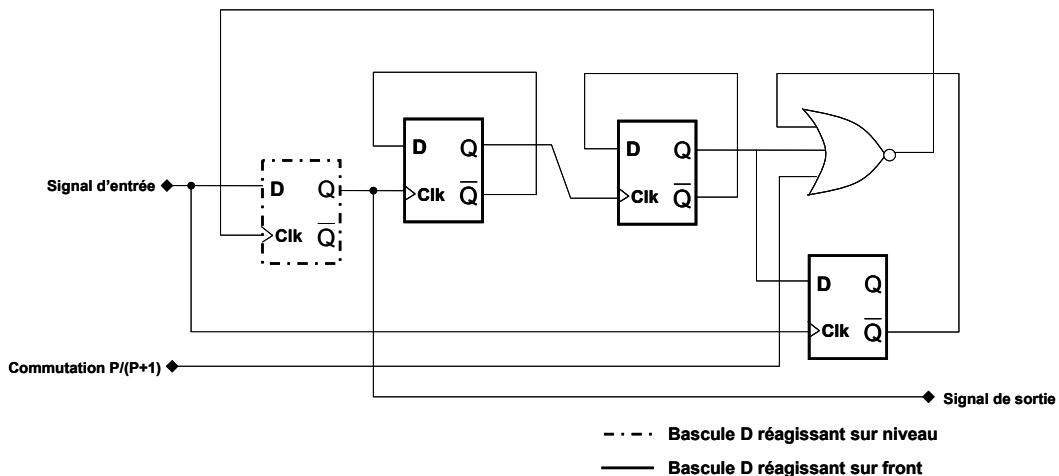 D Q
Clk Q
D Q
Clk Q
Signal d'entrée
D Q
Clk Q
D Q
Clk Q
Commutation P/(P+1)
Signal de sortie
Bascule D réagissant sur niveau
Bascule D réagissant sur front